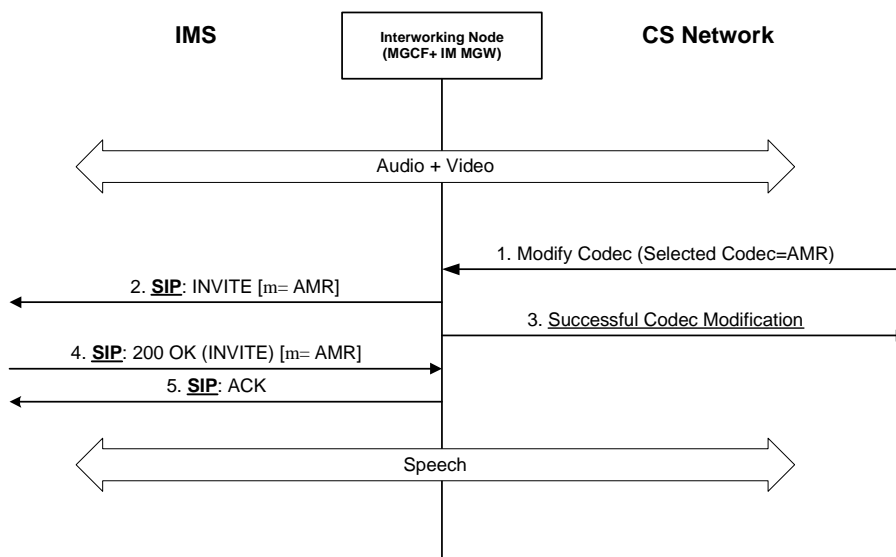 IMS
Interworking Node
(MGCF+ IM MGW)
CS Network
Audio + Video
1. Modify Codec (Selected Codec=AMR)
2. SIP: INVITE [m= AMR]
3. Successful Codec Modification
4. SIP: 200 OK (INVITE) [m= AMR]
5. SIP: ACK
Speech